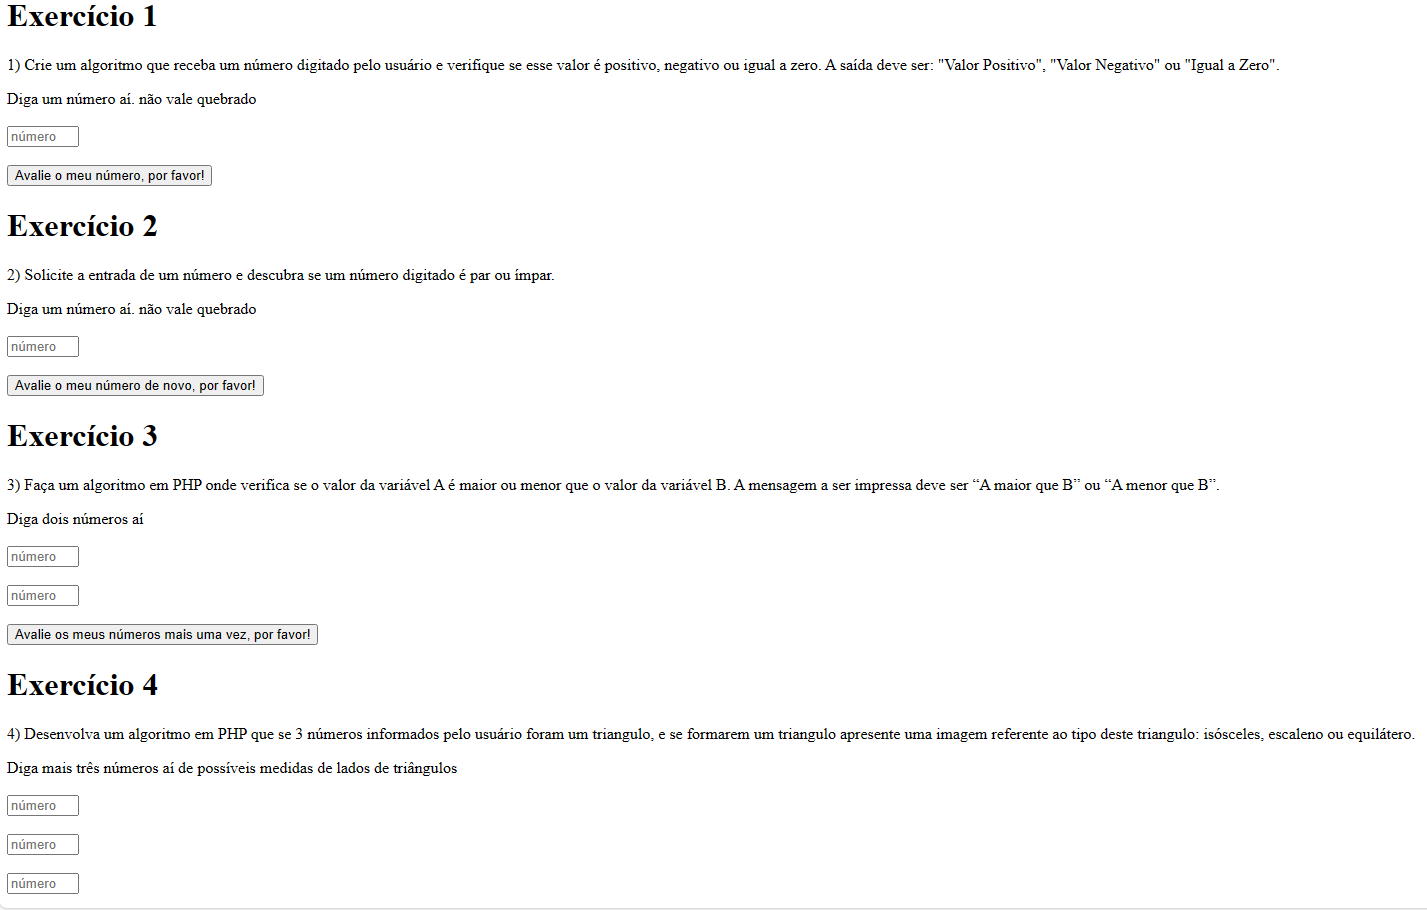 Exercício 1
1) Crie um algoritmo que receba um número digitado pelo usuário e verifique se esse valor é positivo, negativo ou igual a zero. A saída deve ser: "Valor Positivo", "Valor Negativo" ou "Igual a Zero".
Diga um número aí. não vale quebrado
número
Avalie o meu número, por favor!
Exercício 2
2) Solicite a entrada de um número e descubra se um número digitado é par ou ímpar.
Diga um número aí. não vale quebrado
número
Avalie o meu número de novo, por favor!
Exercício 3
3) Faça um algoritmo em PHP onde verifica se o valor da variável A é maior ou menor que o valor da variável B. A mensagem a ser impressa deve ser “A maior que B” ou “A menor que B”.
Diga dois números aí
número
número
Avalie os meus números mais uma vez, por favor!
Exercício 4
4) Desenvolva um algoritmo em PHP que se 3 números informados pelo usuário foram um triangulo, e se formarem um triangulo apresente uma imagem referente ao tipo deste triangulo: isósceles, escaleno ou equilátero.
Diga mais três números aí de possíveis medidas de lados de triângulos
número
número
número